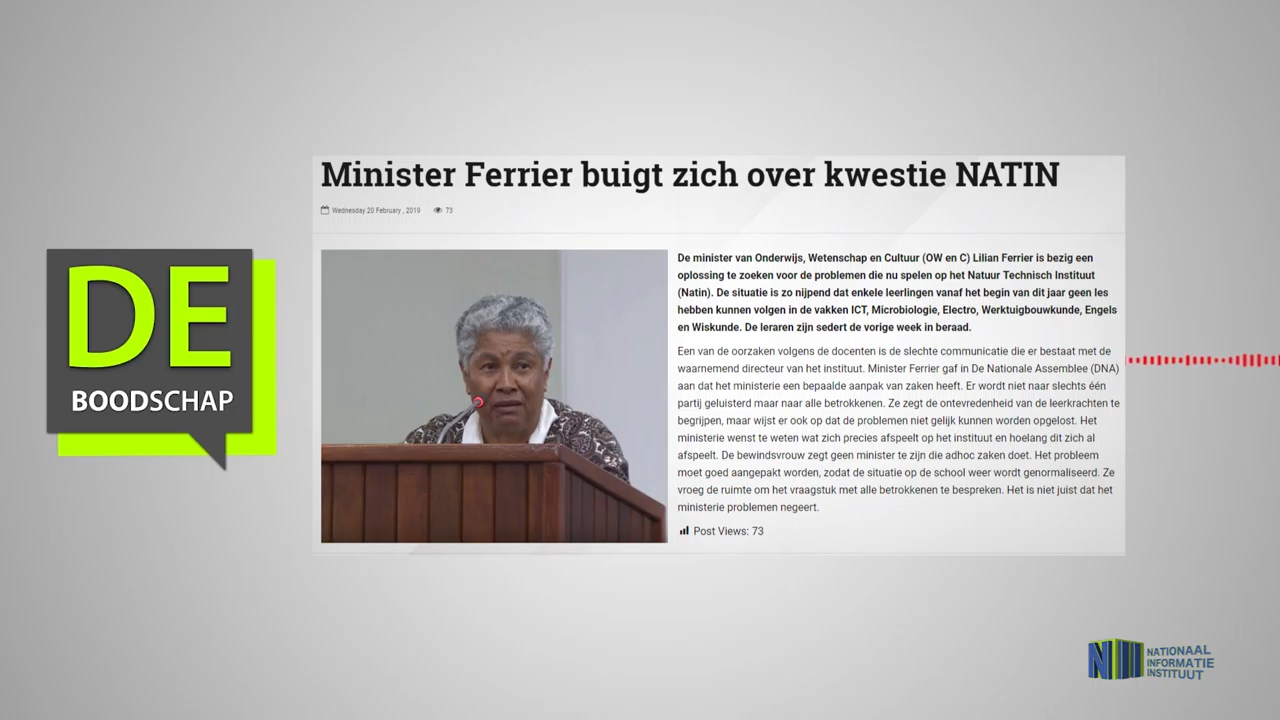 Minister Ferrier buigt zich over kwestie NATIN
Wednesday 20 February , 2019 73
DE
BOODSCHAP
De minister van Onderwijs, Wetenschap en Cultuur (OW en C) Lilian Ferrier is bezig een
oplossing te zoeken voor de problemen die nu spelen op het Natuur Technisch Instituut
(Natin). De situatie is zo nijpend dat enkele leerlingen vanaf het begin van dit jaar geen les
hebben kunnen volgen in de vakken ICT, Microbiologie, Electro, Werktuigbouwkunde, Engels
en Wiskunde. De leraren zijn sedert de vorige week in beraad.
Een van de oorzaken volgens de docenten is de slechte communicatie die er bestaat met de
waarnemend directeur van het instituut. Minister Ferrier gaf in De Nationale Assemblee (DNA)
aan dat het ministerie een bepaalde aanpak van zaken heeft. Er wordt niet naar slechts één
partij geluisterd maar naar alle betrokkenen. Ze zegt de ontevredenheid van de leerkrachten te
begrijpen, maar wijst er ook op dat de problemen niet gelijk kunnen worden opgelost. Het
ministerie wenst te weten wat zich precies afspeelt op het instituut en hoelang dit zich al
afspeelt. De bewindsvrouw zegt geen minister te zijn die adhoc zaken doet. Het probleem
moet goed aangepakt worden, zodat de situatie op de school weer wordt genormaliseerd. Ze
vroeg de ruimte om het vraagstuk met alle betrokkenen te bespreken. Het is niet juist dat het
ministerie problemen negeert.
Post Views: 73
NII NATIONAAL
INFORMATIE
INSTITUUT